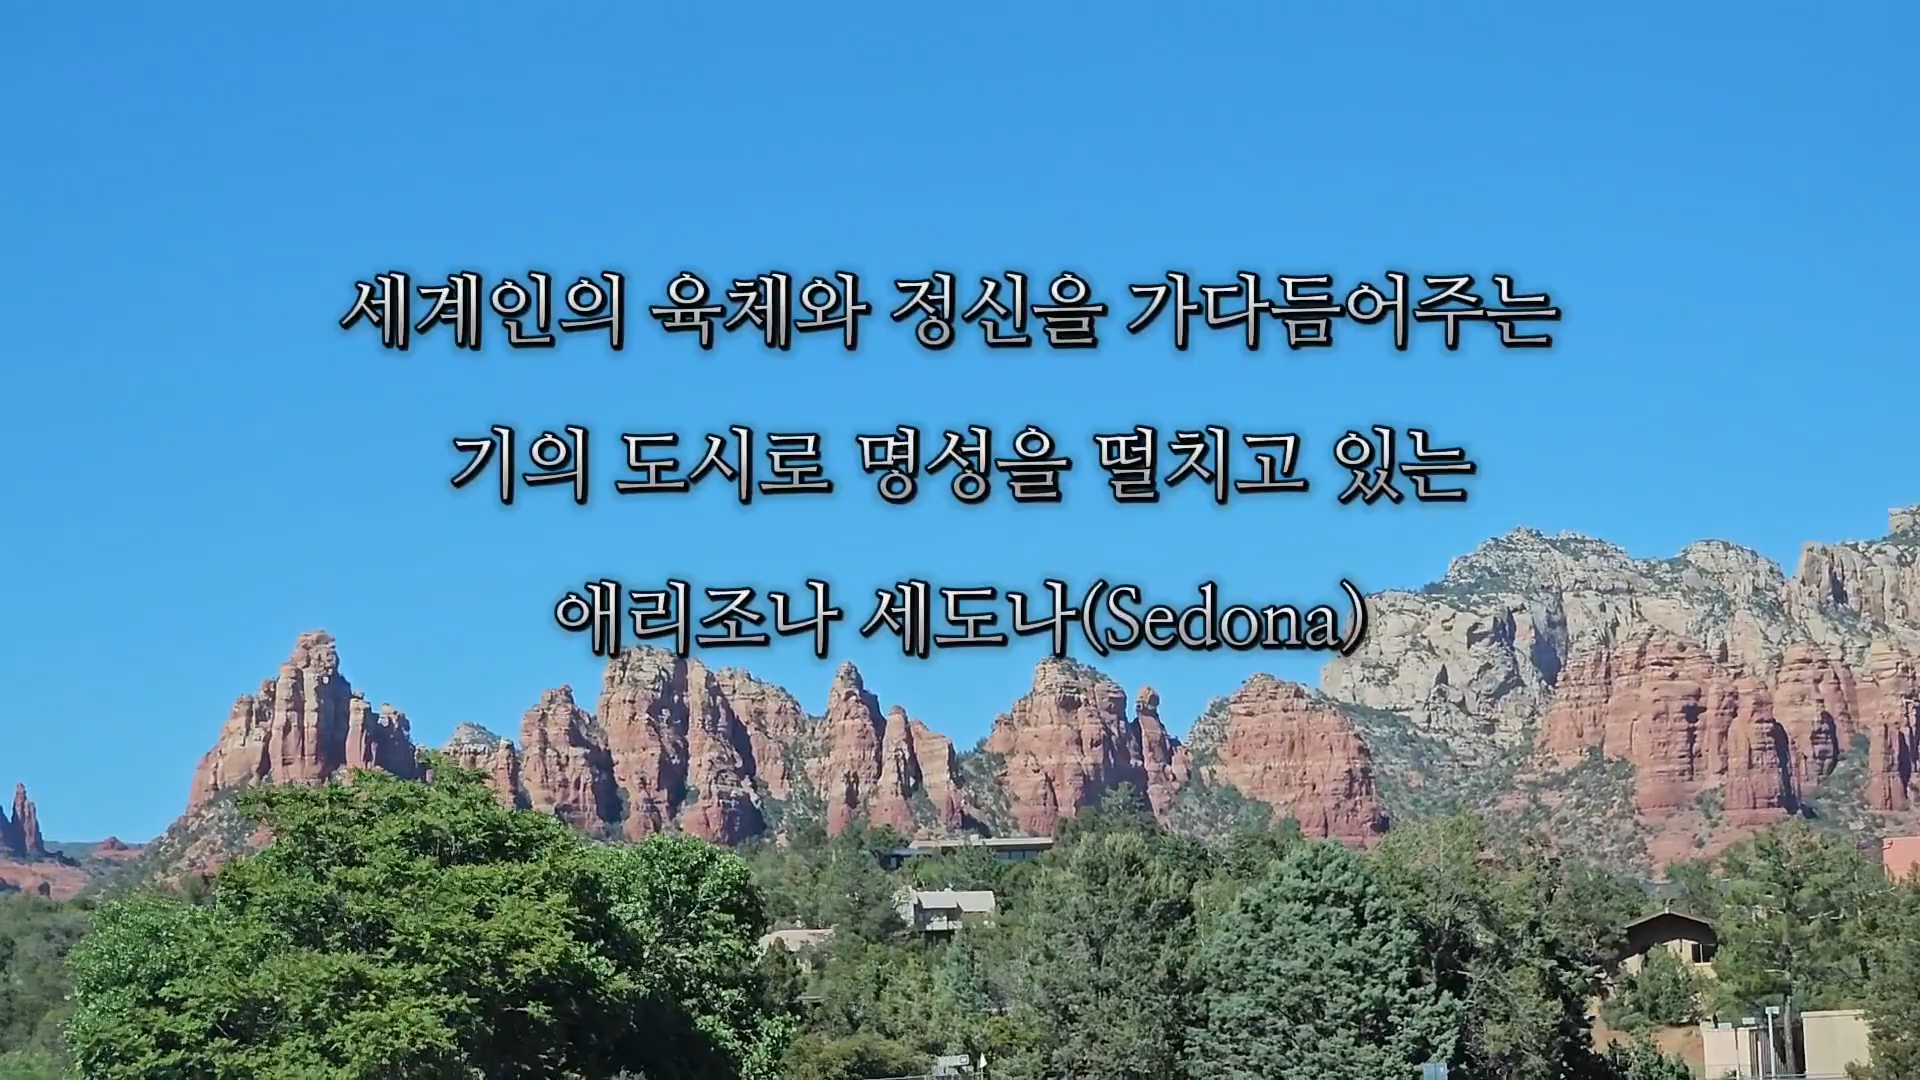 세계인의 육체와 정신을 가다듬어주는
기의 도시로 명성을 떨치고 있는
애리조나 세도나(Sedona)